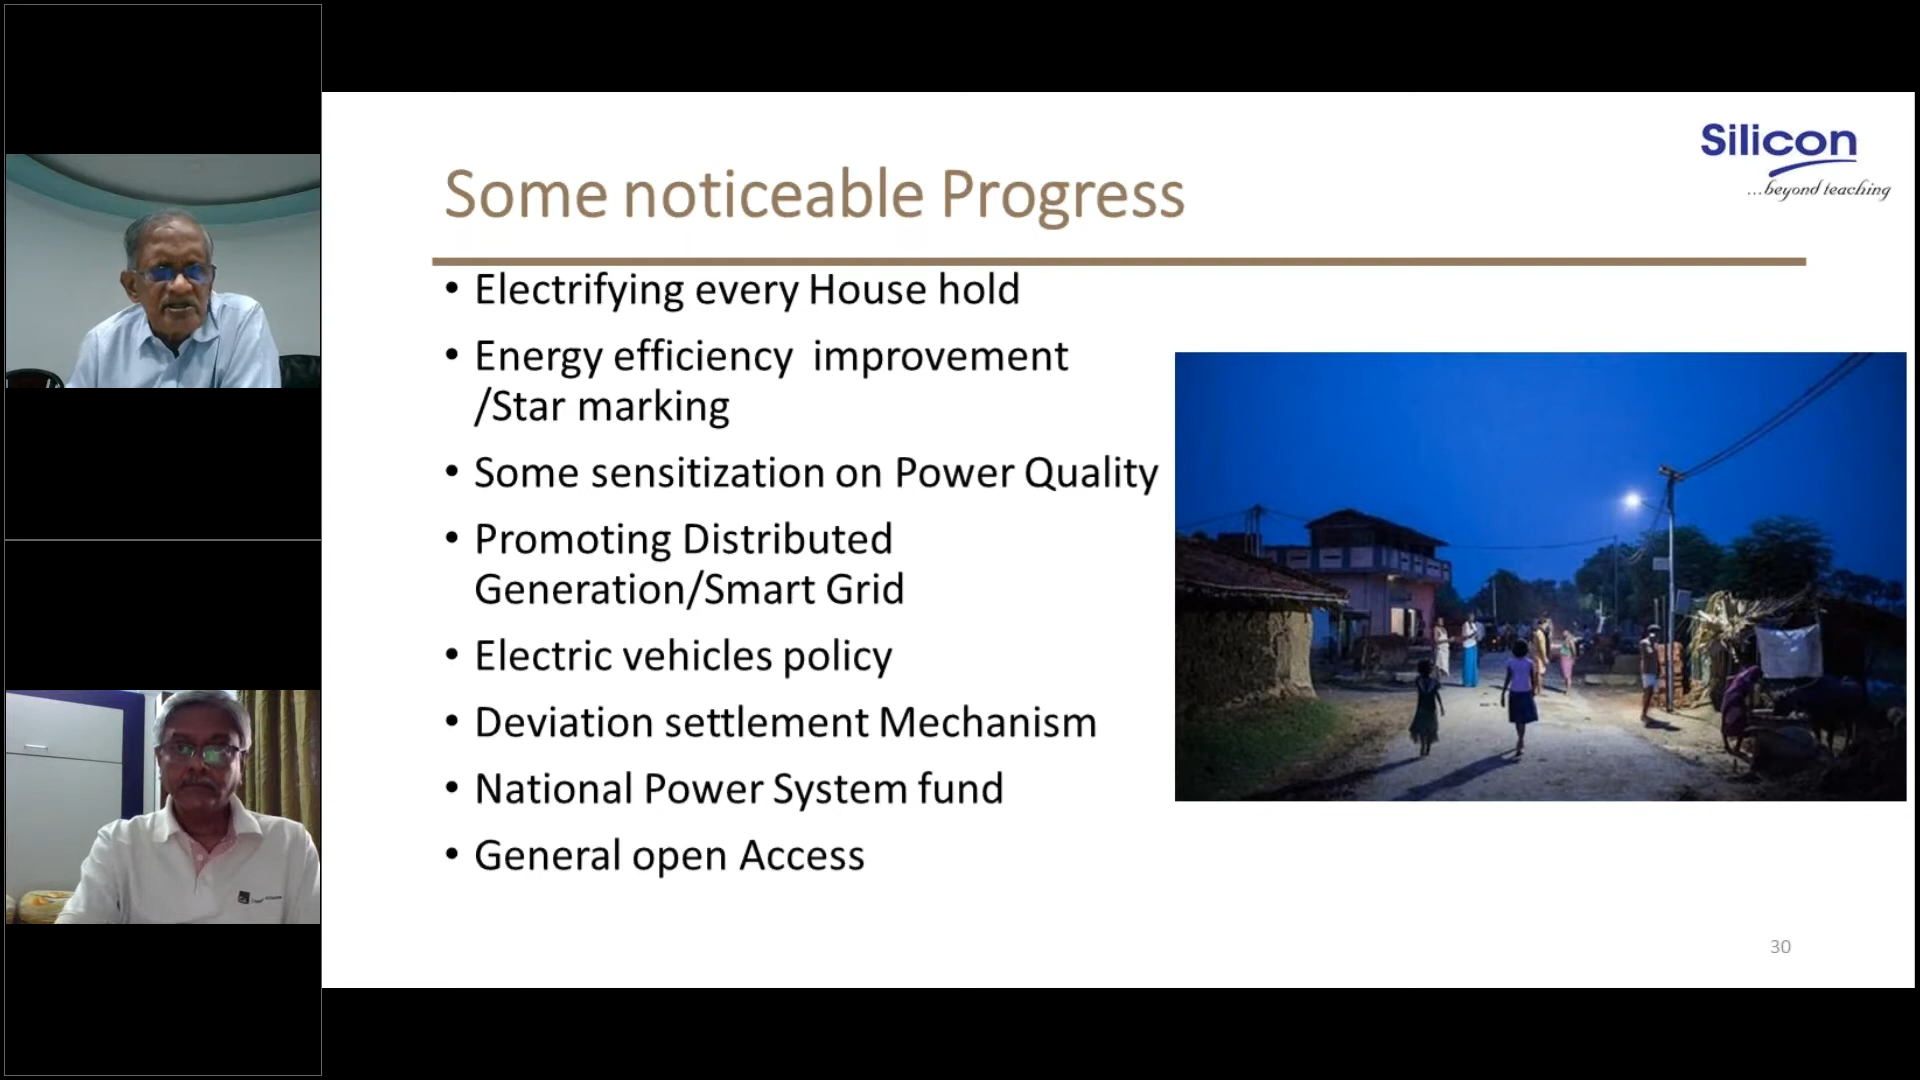 Silicon
...beyond teaching
Some noticeable Progress
• Electrifying every House hold
• Energy efficiency improvement
/Star marking
• Some sensitization on Power Quality
• Promoting Distributed
Generation/Smart Grid
• Electric vehicles policy
• Deviation settlement Mechanism
• National Power System fund
• General open Access
30